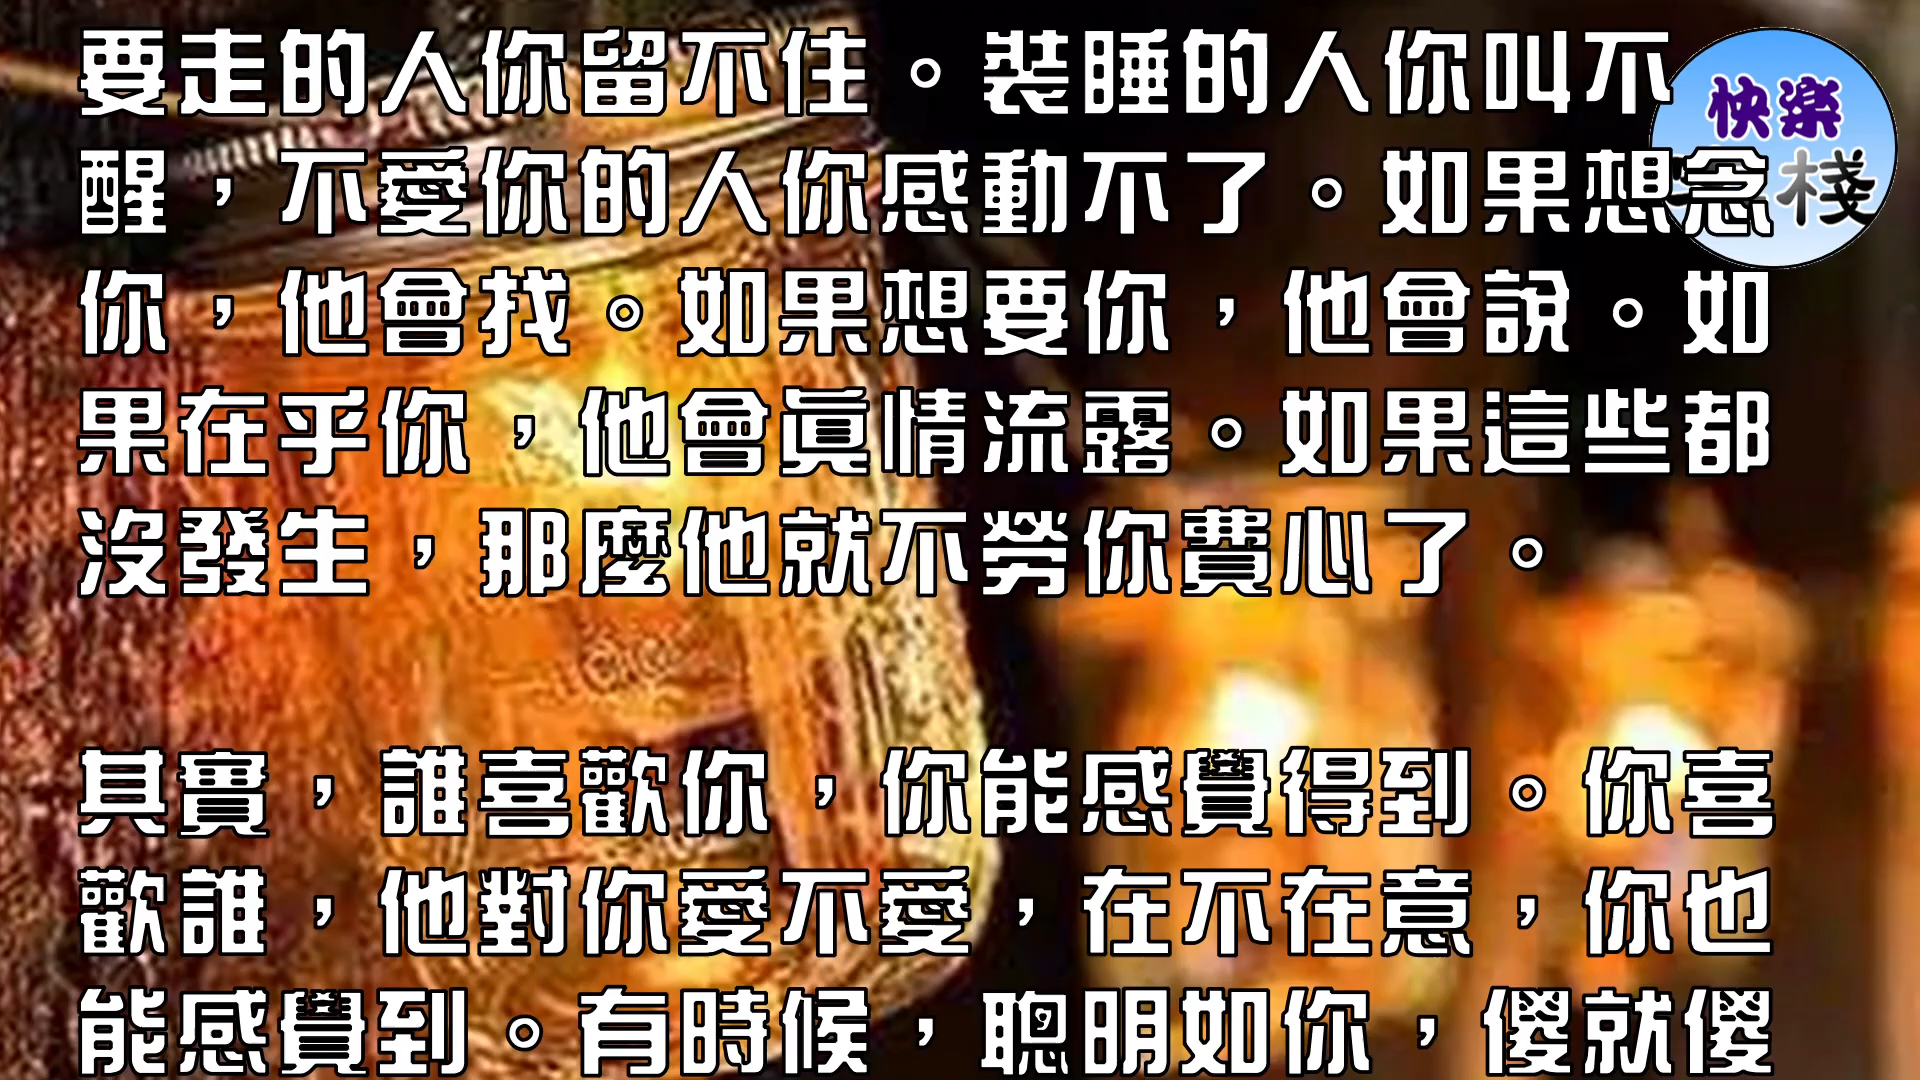 要走的人你留不住。裝睡的人你叫不
醒，不愛你的人你感動不了。如果想念
你，他會找。如果想要你，他會說。如
果在乎你，他會眞情流露。如果這些都
沒發生，那麼他就不勞你費心了。
其實，誰喜歡你，你能感覺得到。你喜
歡誰，他對你愛不愛，在不在意，你也
能感覺到。有時候，聰明如你，傻就傻
快楽
棧